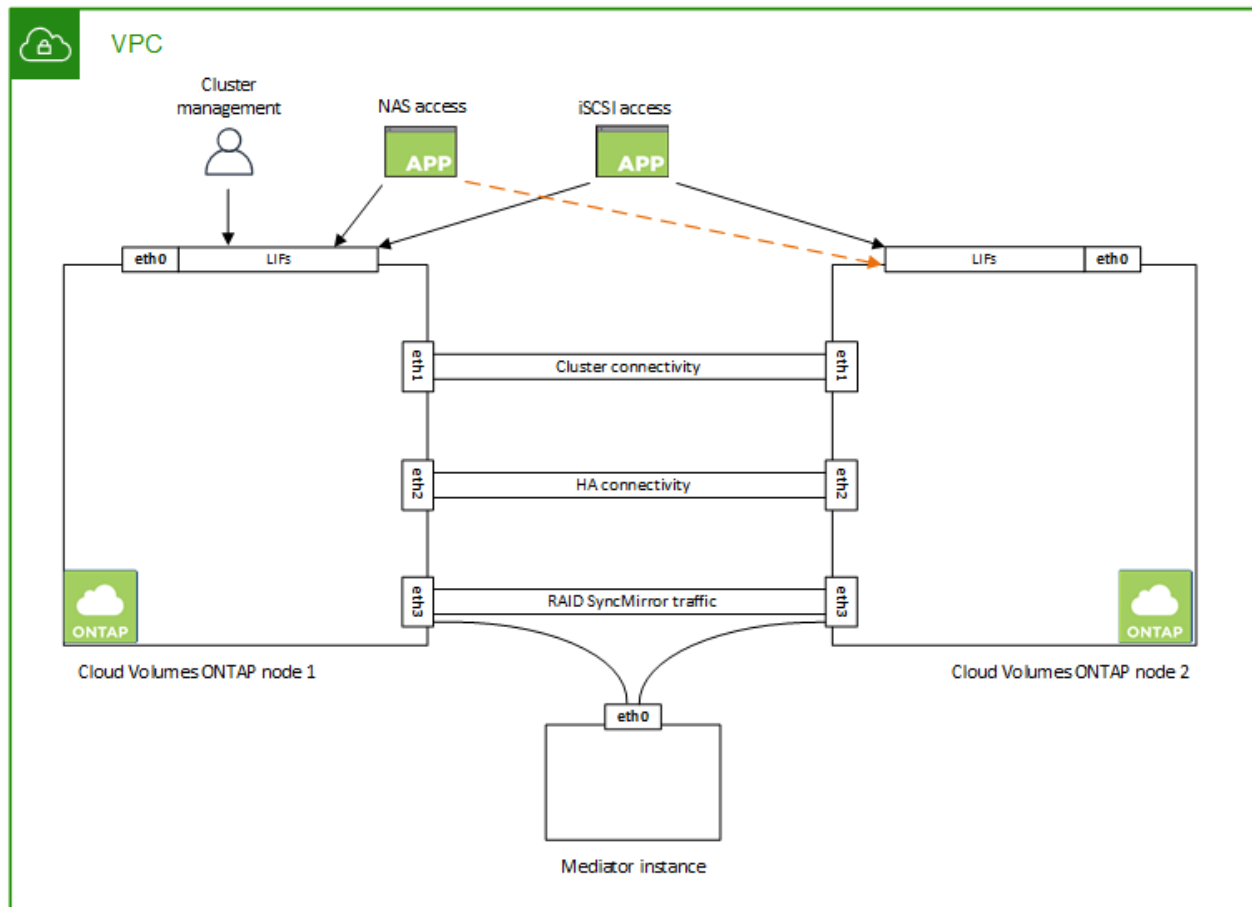 VPC
Cluster
management
NAS access
iSCSI access
APP
APP
eth0
LIFs
LIFs
eth0
eth1
Cluster connectivity
eth1
eth2
HA connectivity
eth2
eth3
RAID SyncMirror traffic
eth3
ONTAP
ONTAP
Cloud Volumes ONTAP node 1
Cloud Volumes ONTAP node 2
eth0
Mediator instance